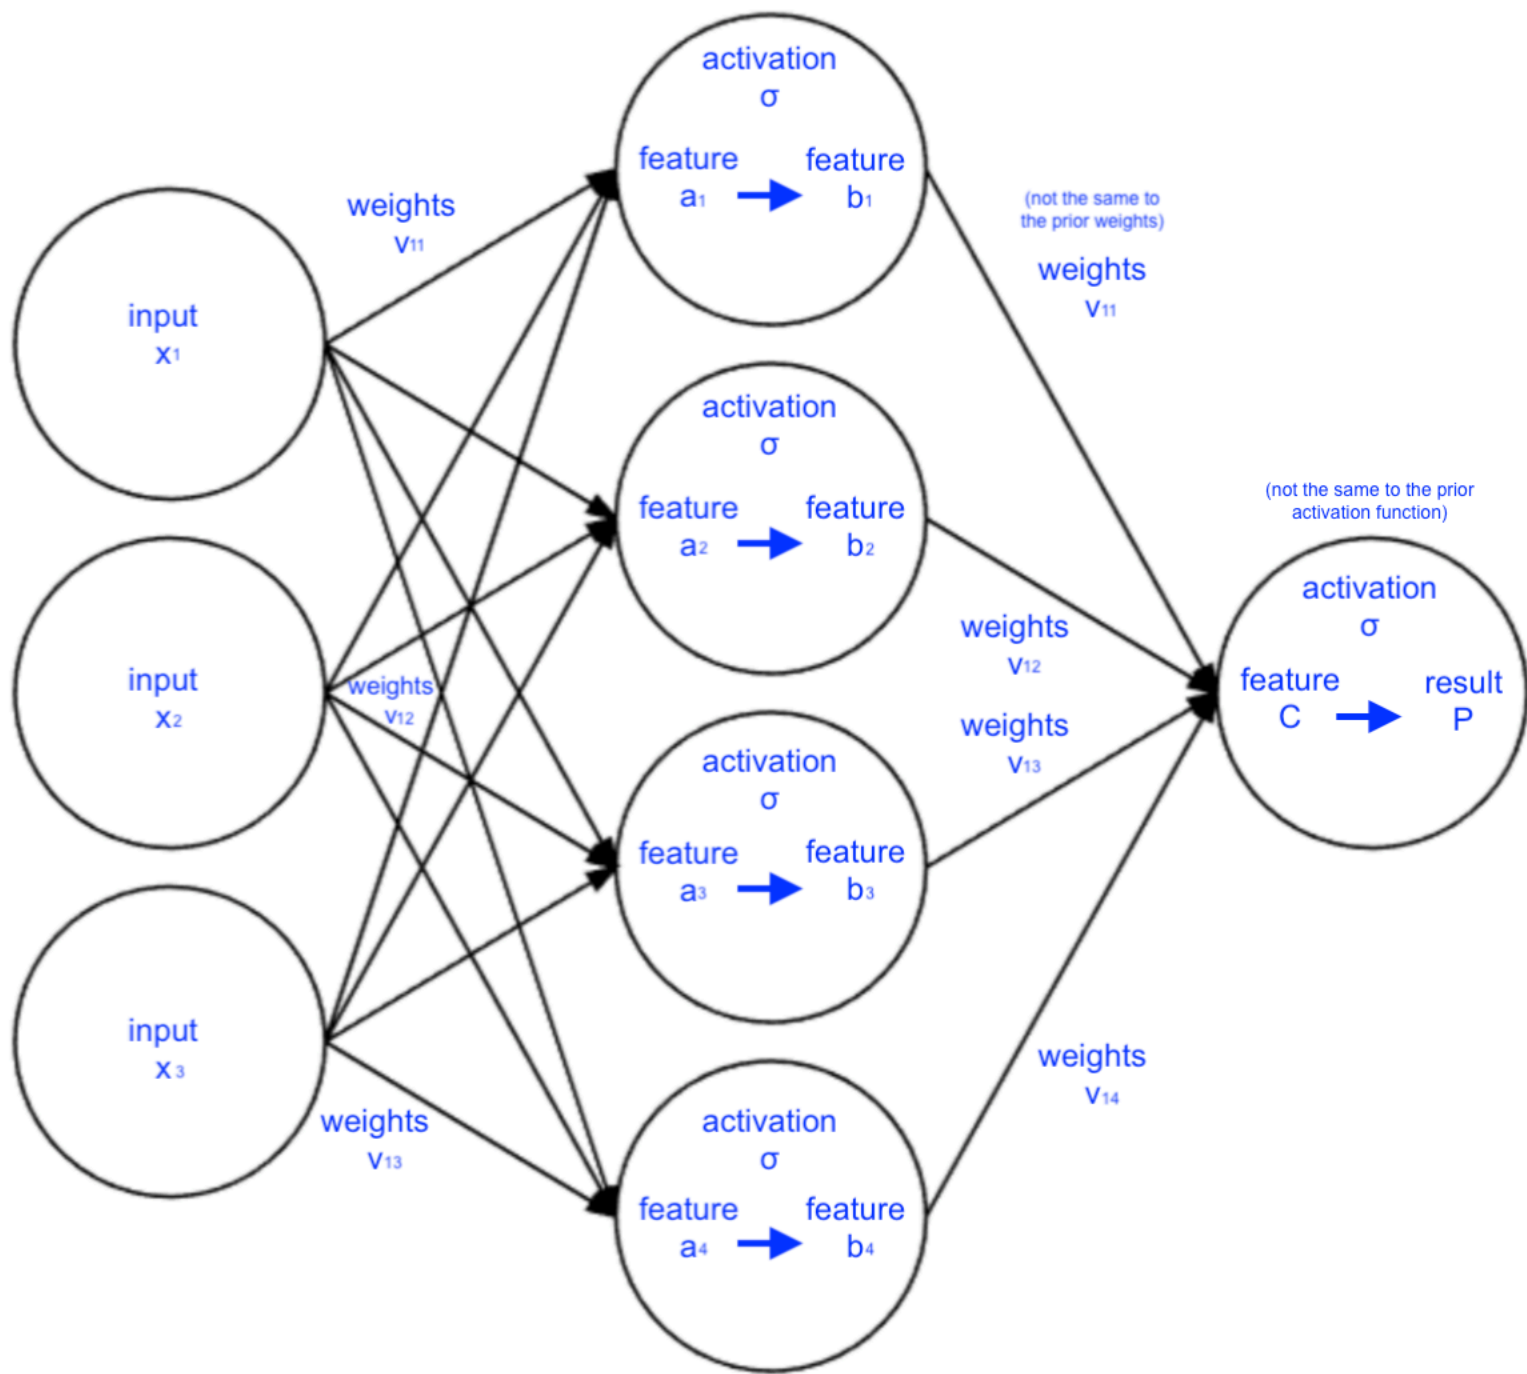 input
x1
input
x2
input
x3
weights
v11
weights
v12
weights
v13
activation
σ
feature feature
a1 b1
activation
σ
feature feature
a2 b2
activation
σ
feature feature
a3 b3
activation
σ
feature feature
a4 b4
(not the same to
the prior weights)
weights
v11
weights
v12
weights
v13
weights
v14
(not the same to the prior
activation function)
activation
σ
feature result
C P